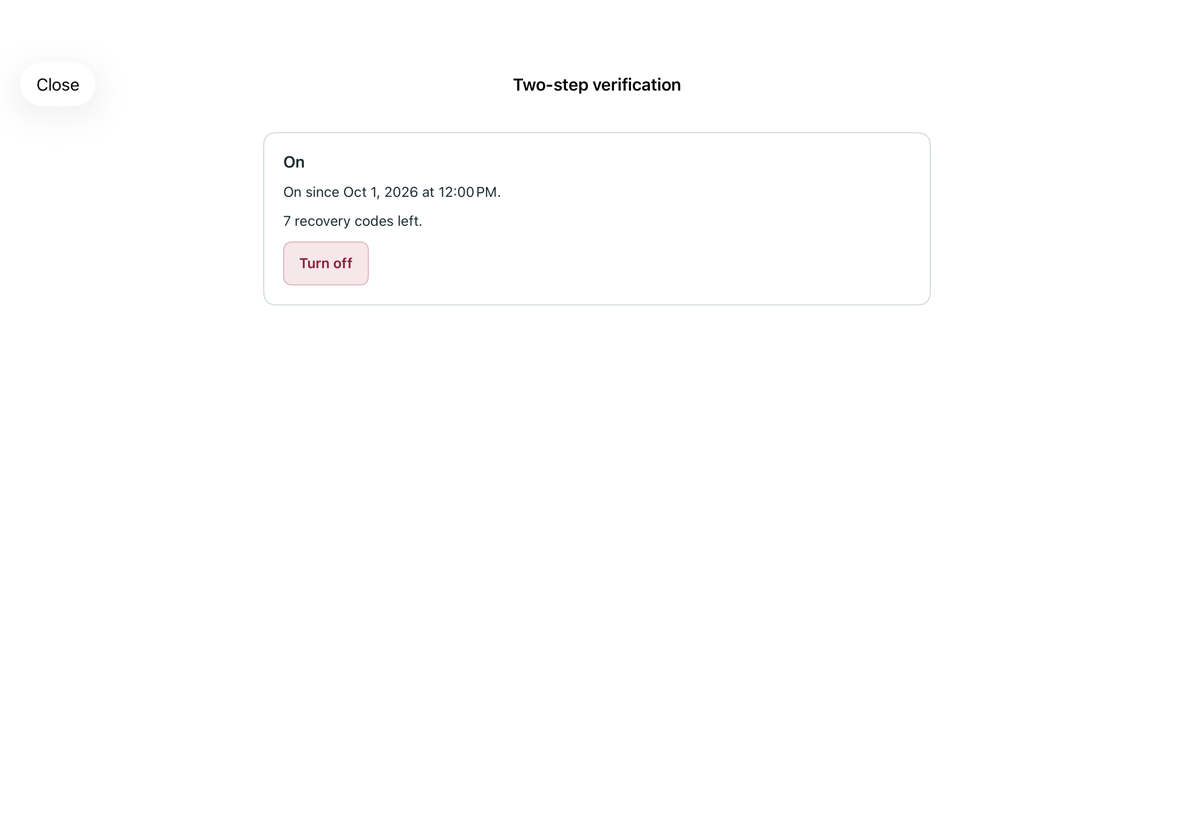 Close
Two-step verification
On
On since Oct 1, 2026 at 12:00 PM.
7 recovery codes left.
Turn off